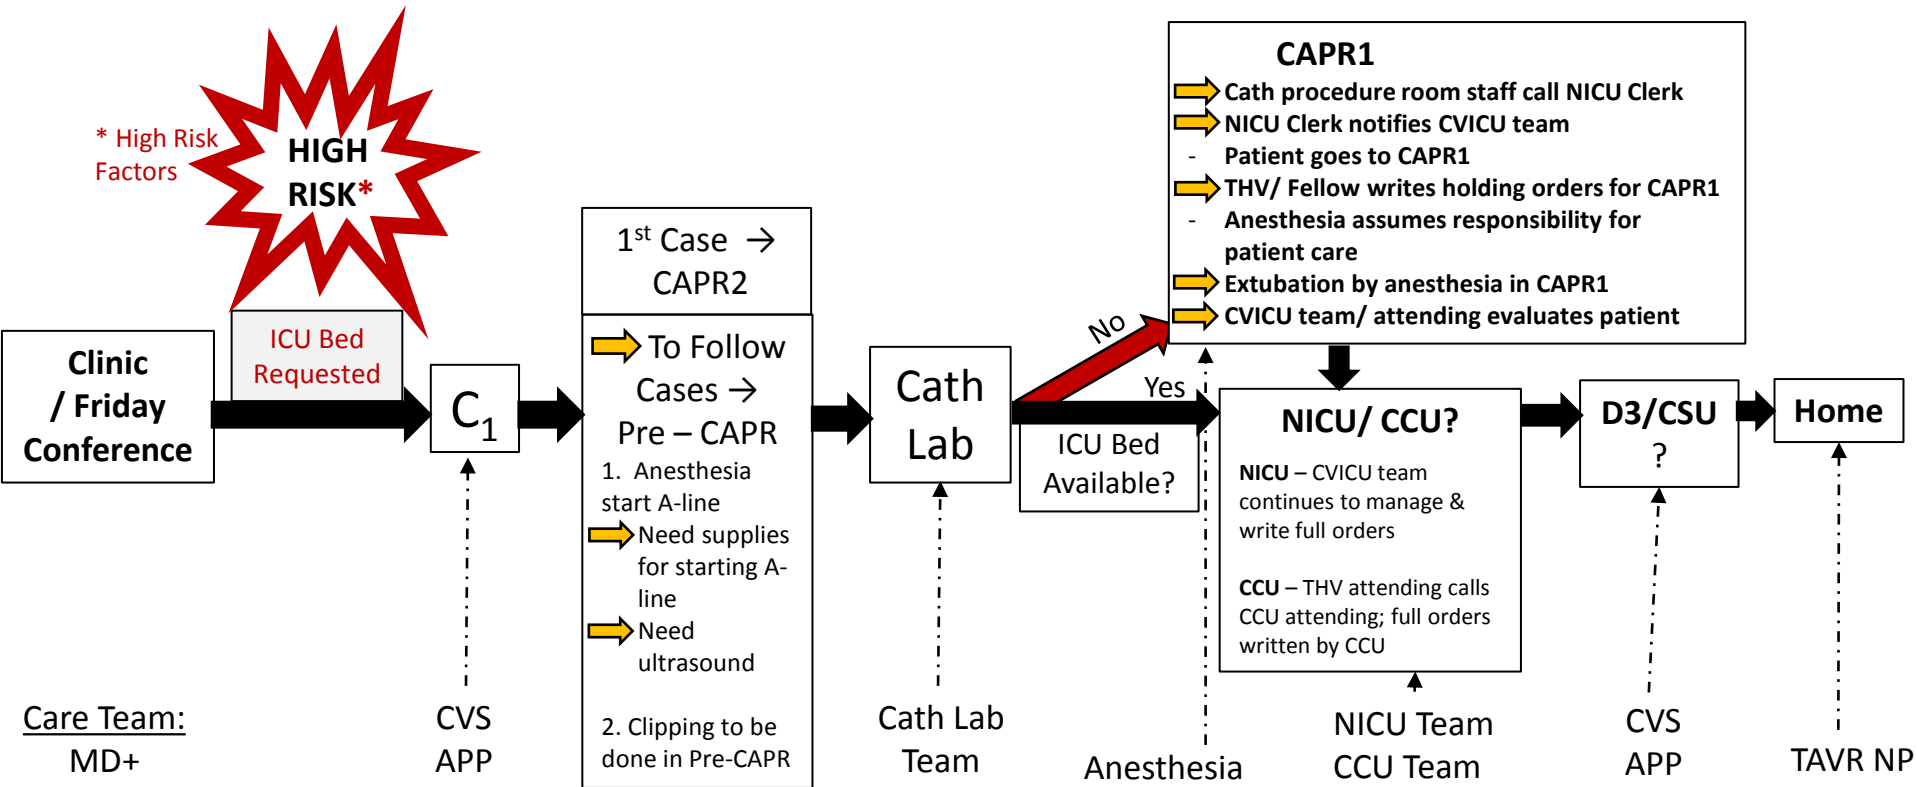 * High Risk
Factors
HIGH
RISK*
ICU Bed
Requested
Clinic
/ Friday
Conference
C1
1st Case →
CAPR2
To Follow
Cases →
Pre – CAPR
1. Anesthesia
start A-line
Need supplies
for starting A-
line
Need
ultrasound
2. Clipping to be
done in Pre-CAPR
Cath
Lab
No
Yes
ICU Bed
Available?
CAPR1
Cath procedure room staff call NICU Clerk
NICU Clerk notifies CVICU team
- Patient goes to CAPR1
THV/ Fellow writes holding orders for CAPR1
- Anesthesia assumes responsibility for
patient care
Extubation by anesthesia in CAPR1
CVICU team/ attending evaluates patient
NICU/ CCU?
NICU – CVICU team
continues to manage &
write full orders
CCU – THV attending calls
CCU attending; full orders
written by CCU
D3/CSU
?
Home
Care Team:
MD+
CVS
APP
Cath Lab
Team
Anesthesia
NICU Team
CCU Team
CVS
APP
TAVR NP